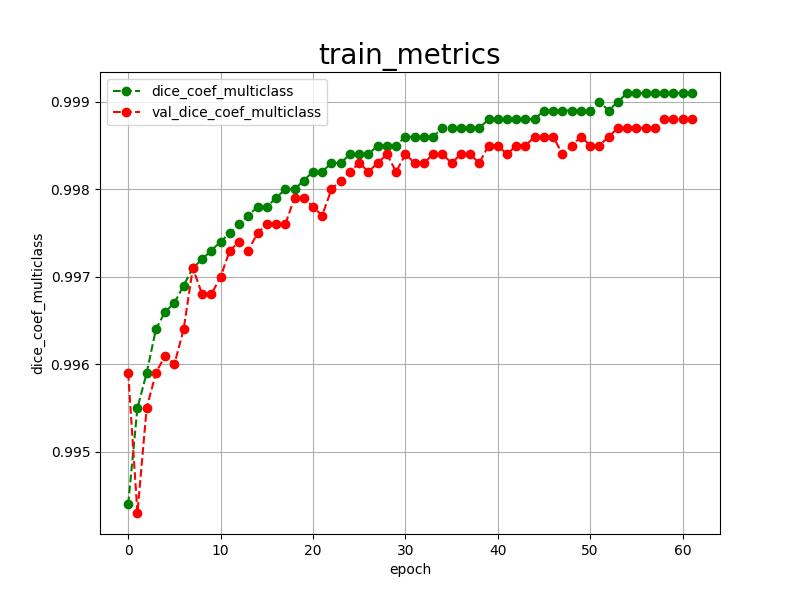 train_metrics
dice_coef_multiclass
val_dice_coef_multiclass
0.999
0.998
0.997
0.996
0.995
dice_coef_multiclass
0 10 20 30 40 50 60
epoch